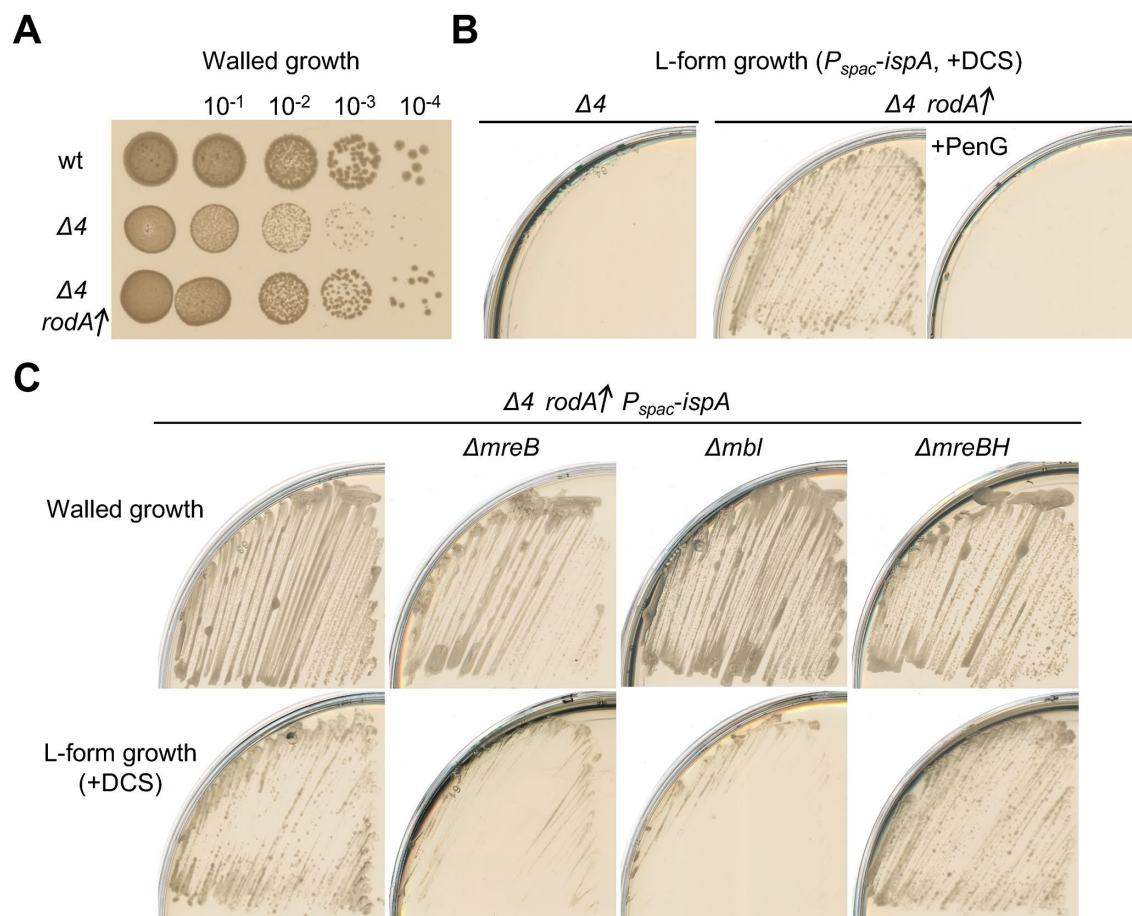 A
Walled growth
10-1 10-2 10-3 10-4
wt
Δ4
Δ4
rodA↑
B
L-form growth (Pspac-ispA, +DCS)
Δ4
Δ4 rodA↑
+PenG
C
Δ4 rodA↑ Pspac-ispA
ΔmreB Δmbl ΔmreBH
Walled growth
L-form growth
(+DCS)